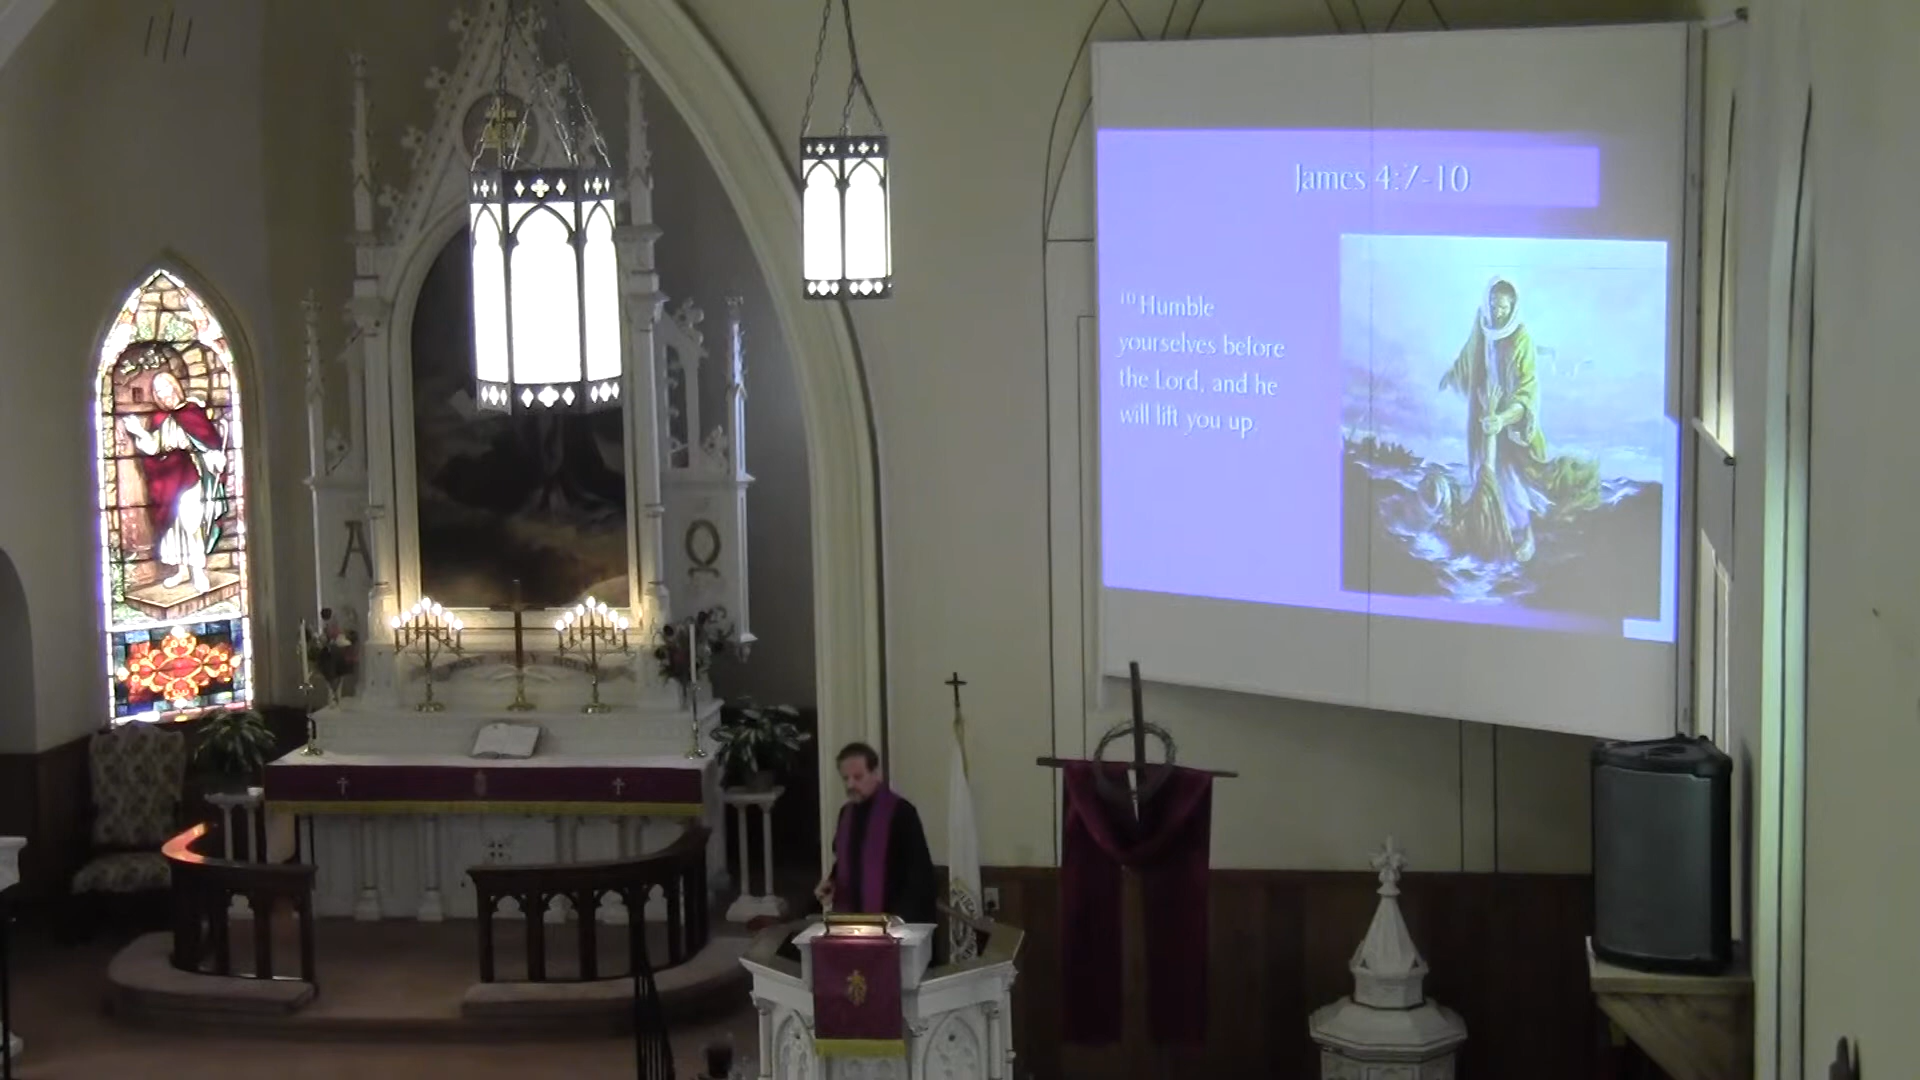 James 4:7-10
10 Humble
yourselves before
the Lord, and he
will lift you up.
Α
Ω